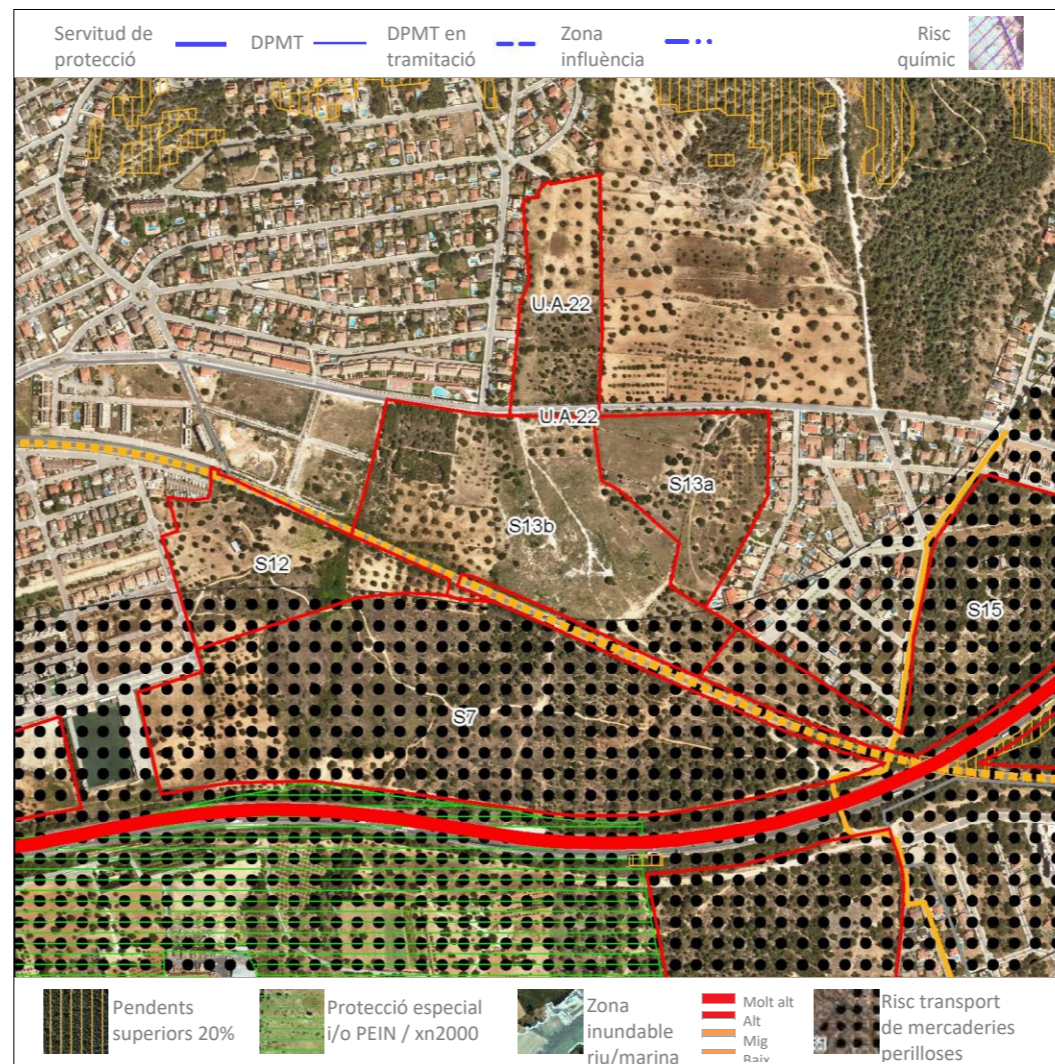 Servitud de
protecció
DPMT
DPMT en
tramitació
Zona
influència
Risc
químic
U.A.22
U.A.22
S13a
S13b
S12
S15
S7
Pendents
superiors 20%
Protecció especial
i/o PEIN / xn2000
Zona
inundable
riu/marina
Molt alt
Alt
Mig
Baix
Risc transport
de mercaderies
perilloses